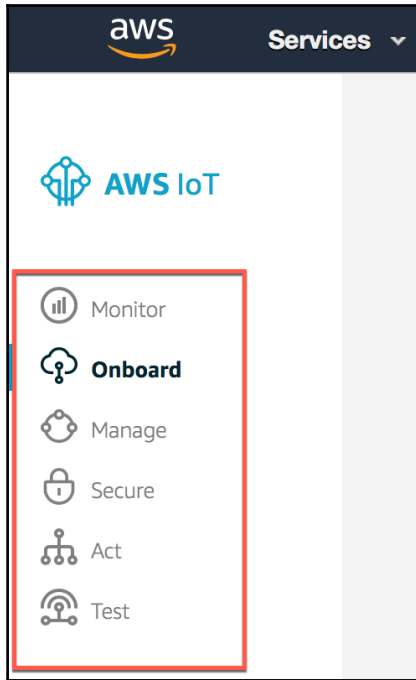 aws
Services
AWS IoT
Monitor
Onboard
Manage
Secure
Act
Test